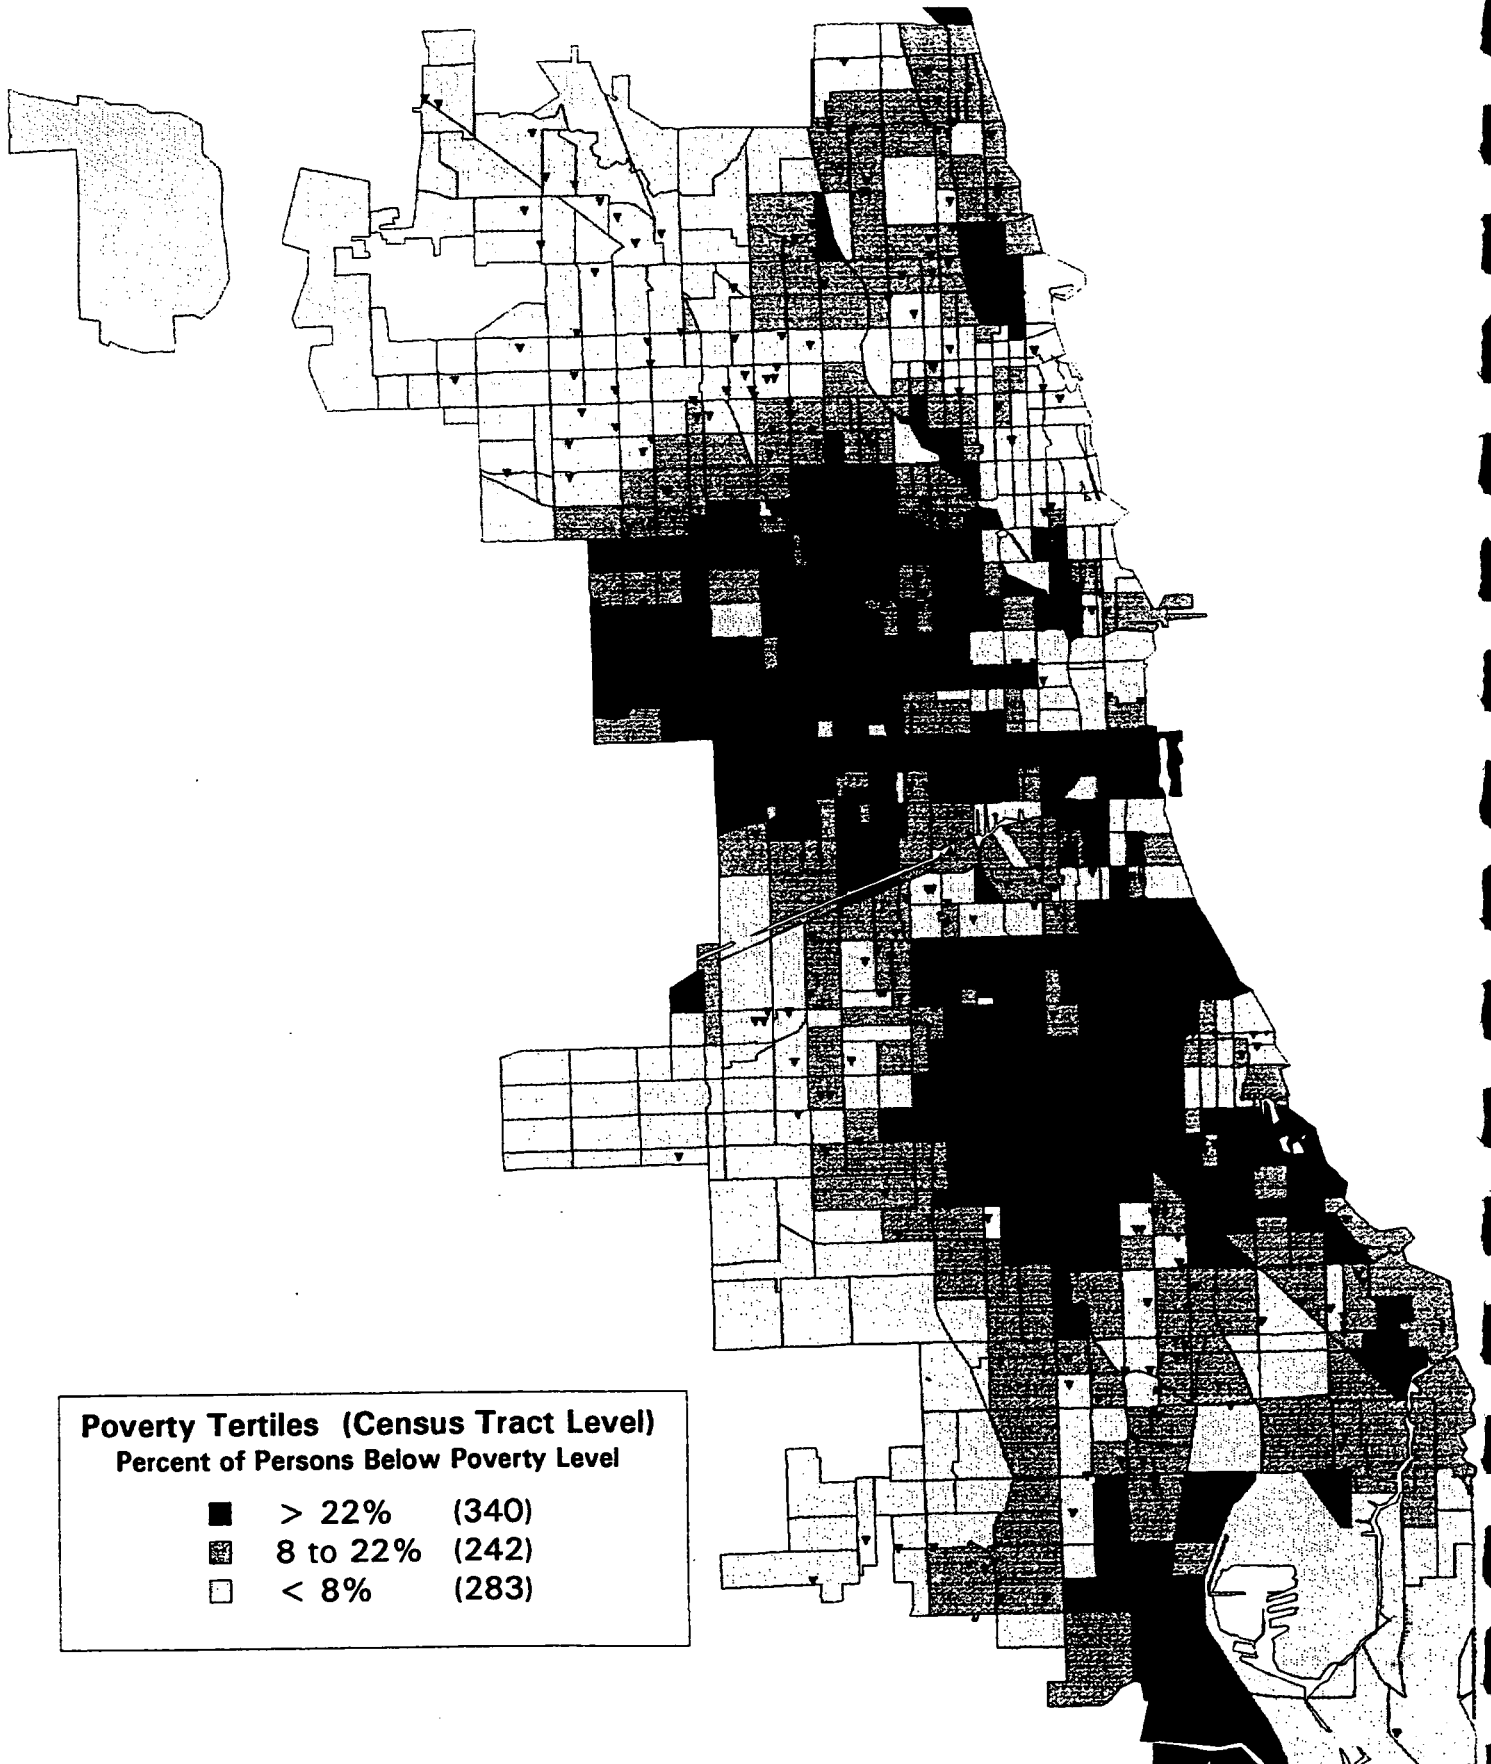 Poverty Tertiles (Census Tract Level)
Percent of Persons Below Poverty Level
> 22% (340)
8 to 22% (242)
< 8% (283)